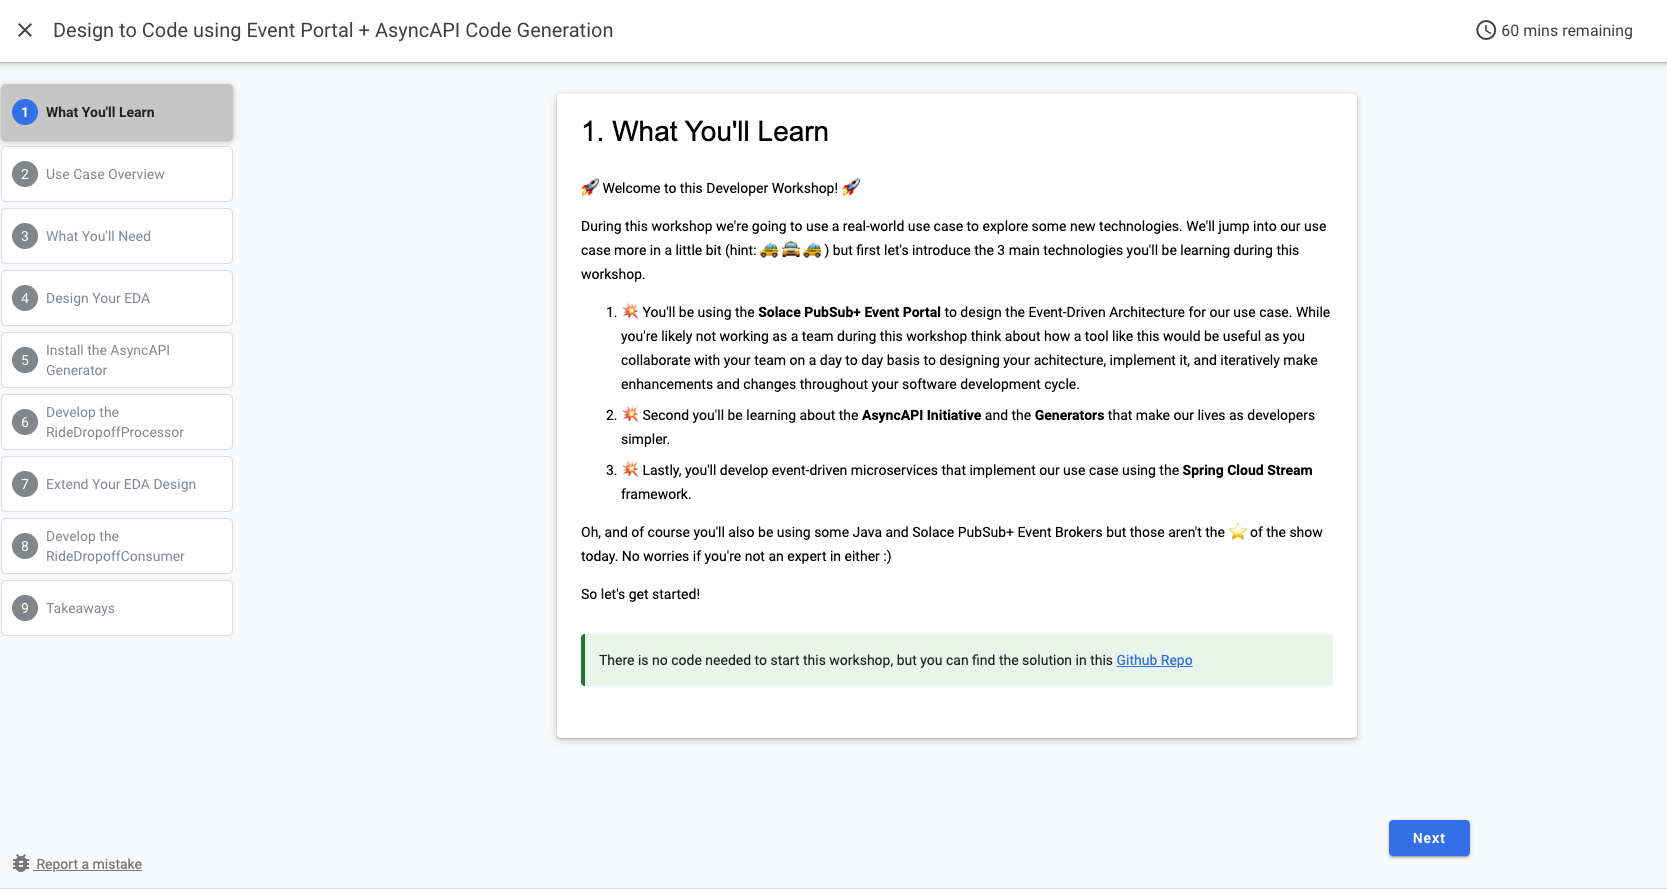 Design to Code using Event Portal + AsyncAPI Code Generation
60 mins remaining
1 What You'll Learn
2 Use Case Overview
3 What You'll Need
4 Design Your EDA
5 Install the AsyncAPI
Generator
6 Develop the
RideDropoffProcessor
7 Extend Your EDA Design
8 Develop the
RideDropoffConsumer
9 Takeaways
Report a mistake
1. What You'll Learn
🚀 Welcome to this Developer Workshop! 🚀
During this workshop we're going to use a real-world use case to explore some new technologies. We'll jump into our use
case more in a little bit (hint: 🚕🚖🚕) but first let's introduce the 3 main technologies you'll be learning during this
workshop.
1. 💥 You'll be using the Solace PubSub+ Event Portal to design the Event-Driven Architecture for our use case. While
you're likely not working as a team during this workshop think about how a tool like this would be useful as you
collaborate with your team on a day to day basis to designing your achitecture, implement it, and iteratively make
enhancements and changes throughout your software development cycle.
2. 💥 Second you'll be learning about the AsyncAPI Initiative and the Generators that make our lives as developers
simpler.
3. 💥 Lastly, you'll develop event-driven microservices that implement our use case using the Spring Cloud Stream
framework.
Oh, and of course you'll also be using some Java and Solace PubSub+ Event Brokers but those aren't the ⭐ of the show
today. No worries if you're not an expert in either :)
So let's get started!
There is no code needed to start this workshop, but you can find the solution in this Github Repo
Next